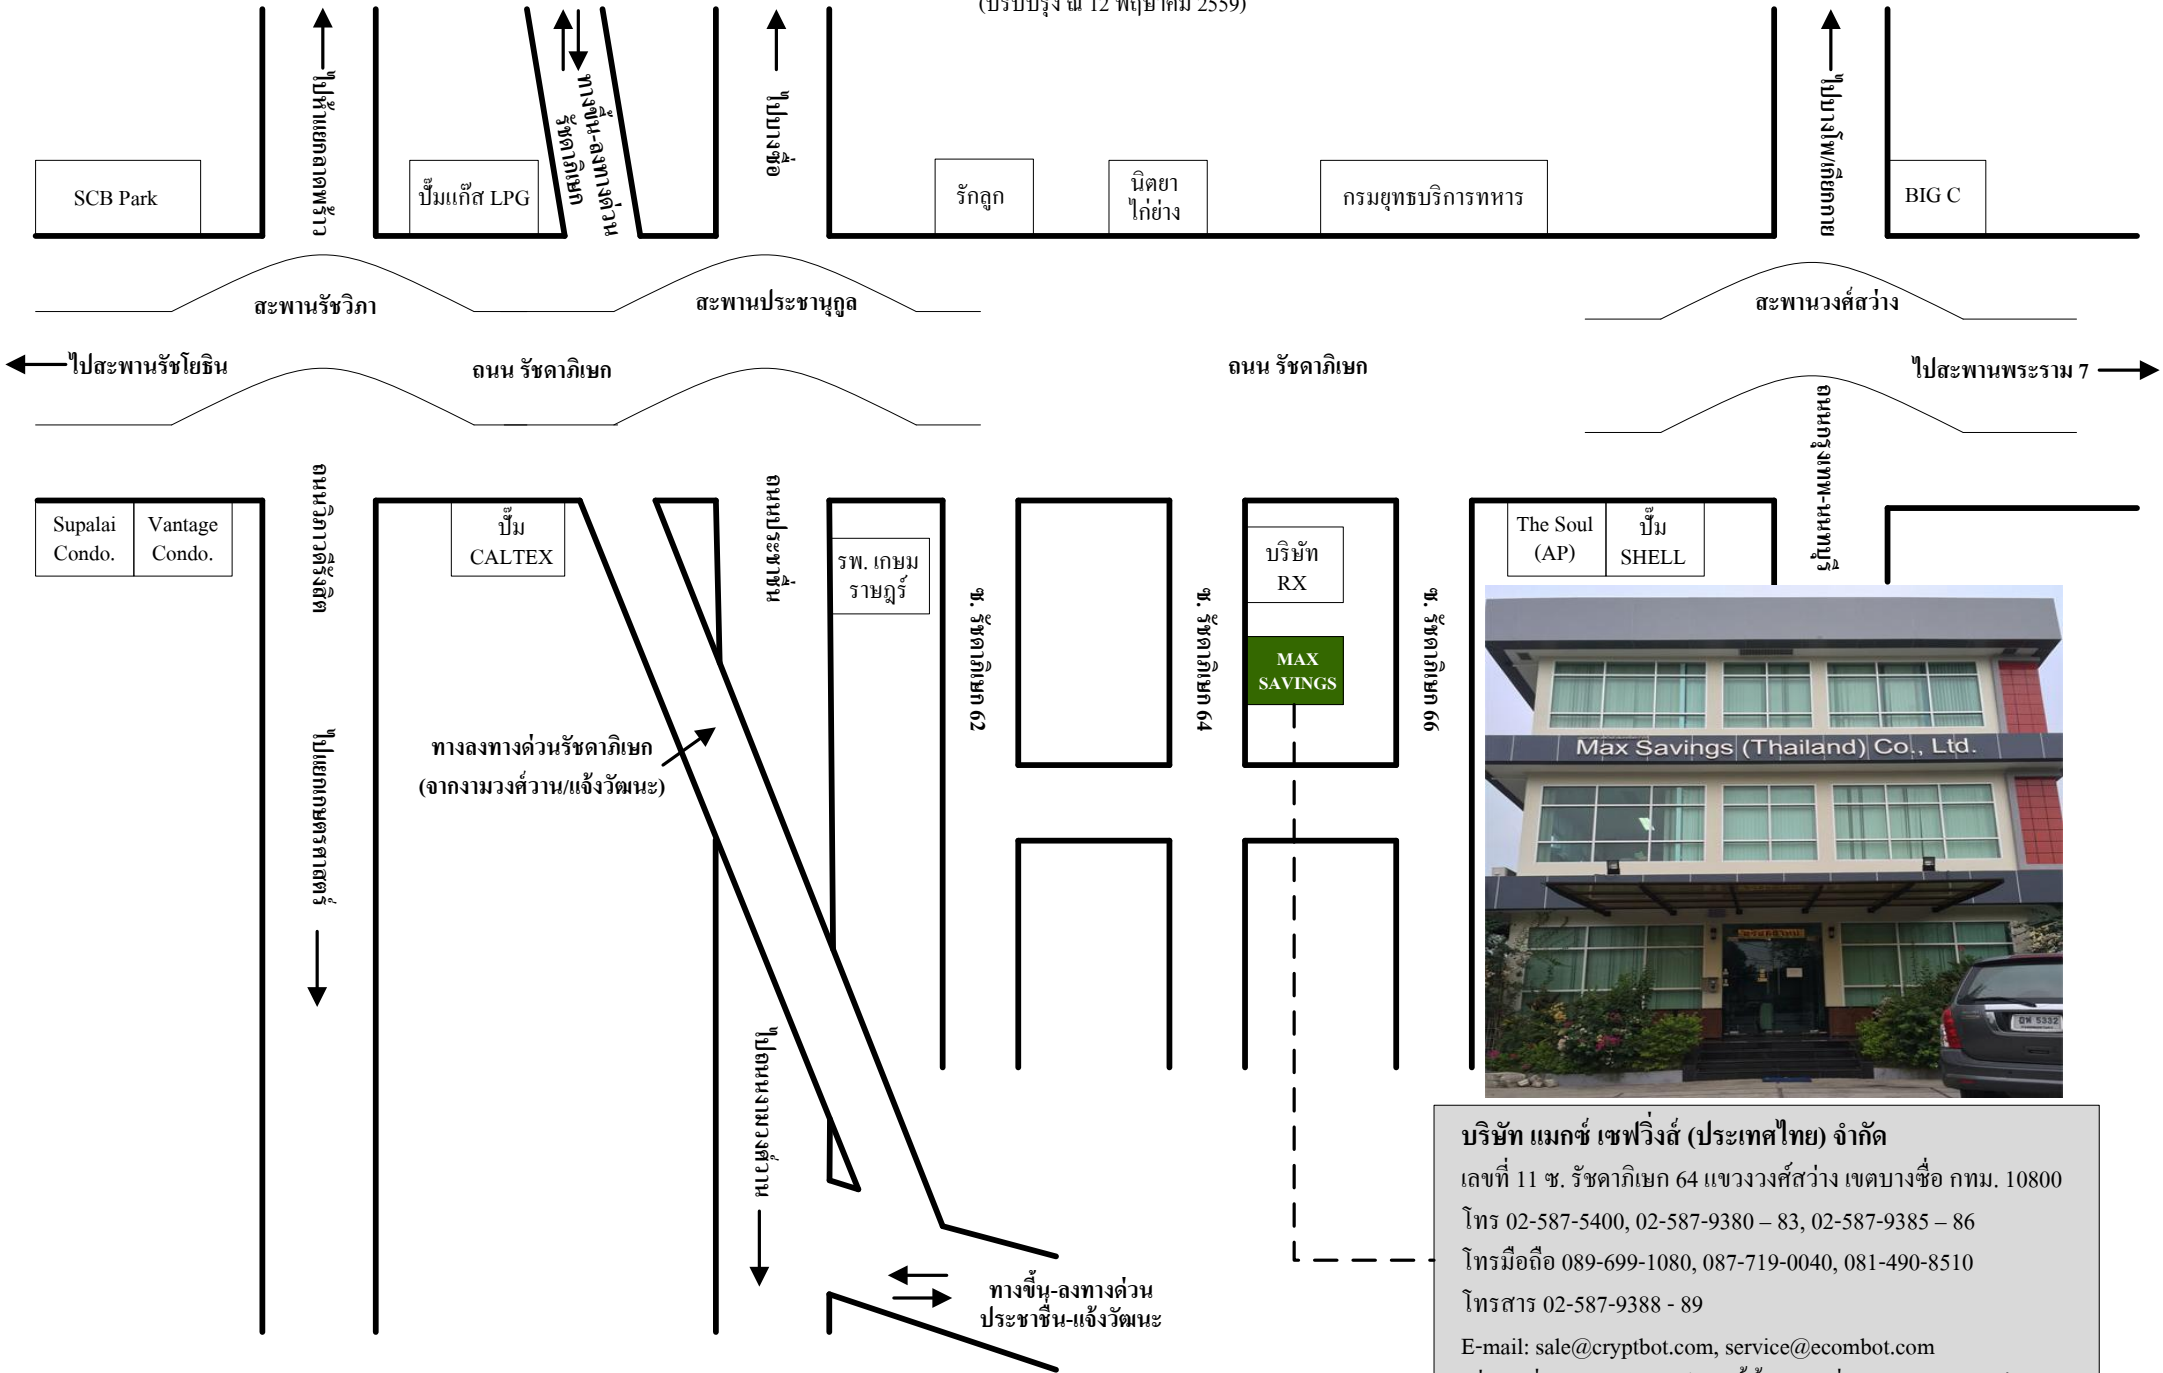 (ปรับปรุง ณ 12 พฤษภาคม 2559)
ไปห้าแยกลาดพร้าว
ทางขึ้น-ลงทางด่วน
รัชดาภิเษก
ไปบางซื่อ
ไปบางโพ/เกียกกาย
SCB Park
ปั๊มแก๊ส LPG
รักลูก
นิตยา
ไก่ย่าง
กรมยุทธบริการทหาร
BIG C
สะพานรัชวิภา
สะพานประชานุกูล
สะพานวงศ์สว่าง
ไปสะพานรัชโยธิน
ถนน รัชดาภิเษก
ถนน รัชดาภิเษก
ไปสะพานพระราม 7
ถนนวิภาวดีรังสิต
ถนนประชาชื่น
ถนนกรุงเทพ-นนทบุรี
Supalai
Condo.
Vantage
Condo.
ปั๊ม
CALTEX
รพ. เกษม
ราษฎร์
บริษัท
RX
The Soul
(AP)
ปั๊ม
SHELL
ซ. รัชดาภิเษก 62
ซ. รัชดาภิเษก 64
ซ. รัชดาภิเษก 66
MAX
SAVINGS
ทางลงทางด่วนรัชดาภิเษก
(จากงามวงศ์วาน/แจ้งวัฒนะ)
ไปแยกเกษตรศาสตร์
ไปถนนงามวงศ์วาน
Max Savings (Thailand) Co., Ltd.
5332
ทางขึ้น-ลงทางด่วน
ประชาชื่น-แจ้งวัฒนะ
บริษัท แมกซ์ เซฟวิ่งส์ (ประเทศไทย) จำกัด
เลขที่ 11 ซ. รัชดาภิเษก 64 แขวงวงศ์สว่าง เขตบางซื่อ กทม. 10800
โทร 02-587-5400, 02-587-9380 – 83, 02-587-9385 – 86
โทรมือถือ 089-699-1080, 087-719-0040, 081-490-8510
โทรสาร 02-587-9388 - 89
E-mail: sale@cryptbot.com, service@ecombot.com